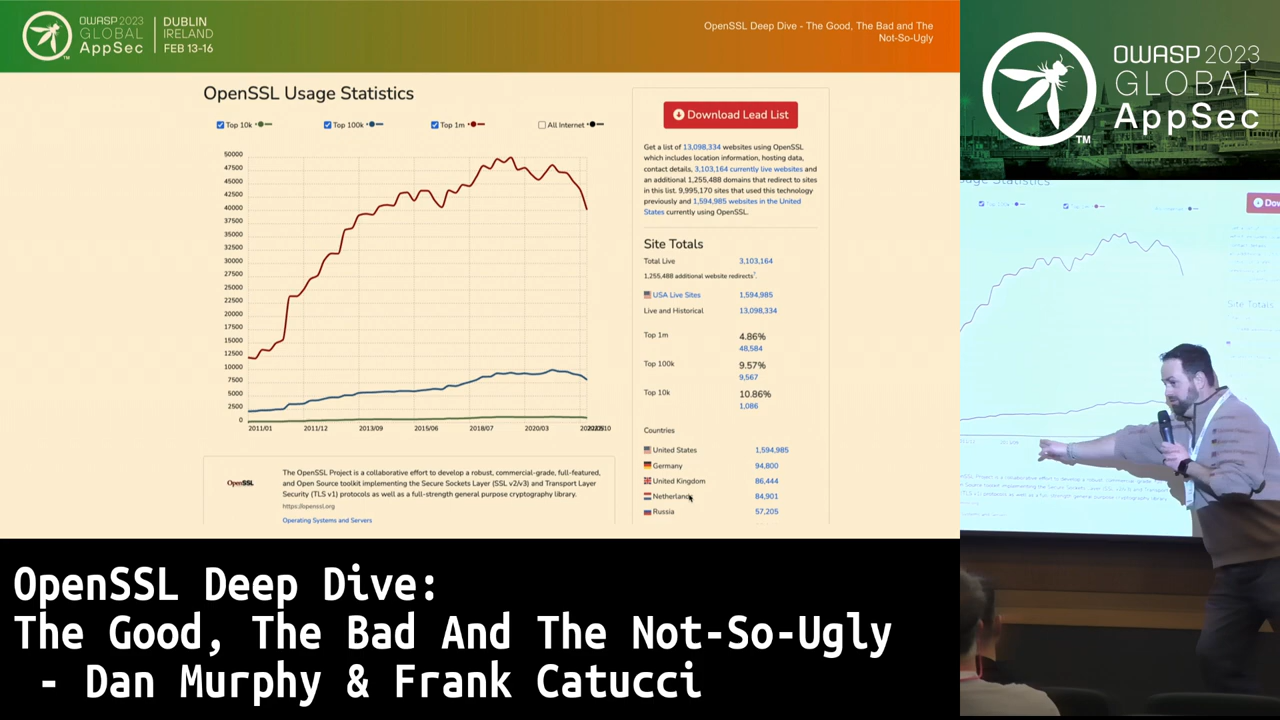 OWASP 2023
GLOBAL
AppSec
TM
DUBLIN
IRELAND
FEB 13-16
OpenSSL Deep Dive - The Good, The Bad and The
Not-So-Ugly
OpenSSL Usage Statistics
Top 10k
Top 100k
Top 1m
All Internet
50000
47500
45000
42500
40000
37500
35000
32500
30000
27500
25000
22500
20000
17500
15000
12500
10000
7500
5000
2500
0
2011/01
2011/12
2013/09
2015/06
2018/07
2020/03
OpenSSL
The OpenSSL Project is a collaborative effort to develop a robust, commercial-grade, full-featured,
and Open Source toolkit implementing the Secure Sockets Layer (SSL v2/v3) and Transport Layer
Security (TLS v1) protocols as well as a full-strength general purpose cryptography library.
https://openssl.org
Operating Systems and Servers
Download Lead List
Get a list of 13,098,334 websites using OpenSSL
which includes location information, hosting data,
contact details, 3,103,164 currently live websites and
an additional 1,255,488 domains that redirect to sites
in this list. 9,995,170 sites that used this technology
previously and 1,594,985 websites in the United
States currently using OpenSSL.
Site Totals
Total Live 3,103,164
1,255,488 additional website redirects
USA Live Sites 1,594,985
Live and Historical 13,098,334
Top 1m 4.86%
48,584
Top 100k 9.57%
9,567
Top 10k 10.86%
1,086
Countries
United States 1,594,985
Germany 94,800
United Kingdom 86,444
Netherlands 84,901
Russia 57,205
OWASP 2023
GLOBAL
AppSec
TM
Usage Statistics
Site Totals
OpenSSL Deep Dive:
The Good, The Bad And The Not-So-Ugly
- Dan Murphy & Frank Catucci